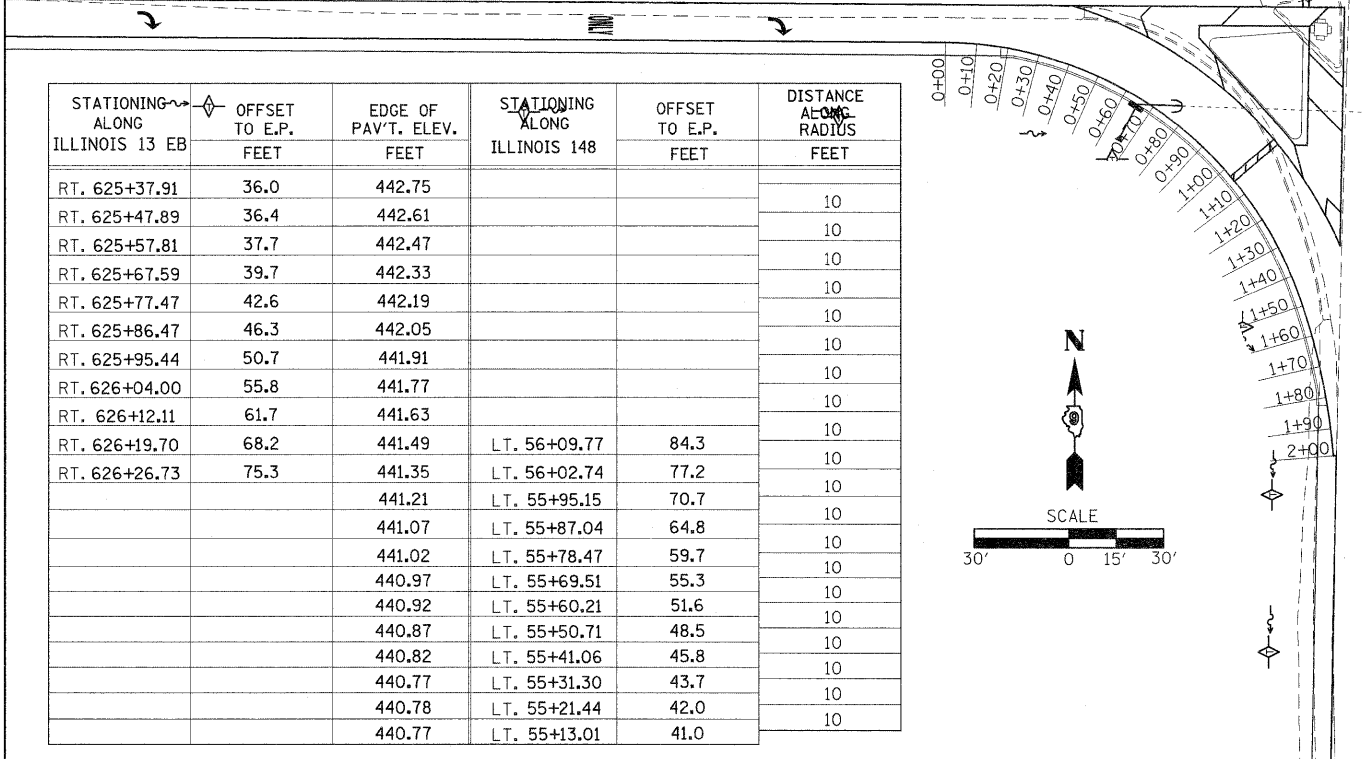 ONLY
STATIONING ALONG ILLINOIS 13 EB | OFFSET TO E.P. FEET | EDGE OF PAV'T. ELEV. FEET | STATIONING ALONG ILLINOIS 148 | OFFSET TO E.P. FEET | DISTANCE ALONG RADIUS FEET
RT. 625+37.91 36.0 442.75
10
RT. 625+47.89 36.4 442.61
10
RT. 625+57.81 37.7 442.47
10
RT. 625+67.59 39.7 442.33
10
RT. 625+77.47 42.6 442.19
10
RT. 625+86.47 46.3 442.05
10
RT. 625+95.44 50.7 441.91
10
RT. 626+04.00 55.8 441.77
10
RT. 626+12.11 61.7 441.63
10
RT. 626+19.70 68.2 441.49 LT. 56+09.77 84.3
10
RT. 626+26.73 75.3 441.35 LT. 56+02.74 77.2
10
441.21 LT. 55+95.15 70.7
10
441.07 LT. 55+87.04 64.8
10
441.02 LT. 55+78.47 59.7
10
440.97 LT. 55+69.51 55.3
10
440.92 LT. 55+60.21 51.6
10
440.87 LT. 55+50.71 48.5
10
440.82 LT. 55+41.06 45.8
10
440.77 LT. 55+31.30 43.7
10
440.78 LT. 55+21.44 42.0
10
440.77 LT. 55+13.01 41.0
0+00
0+10
0+20
0+30
0+40
0+50
0+60
0+70
0+80
0+90
1+00
1+10
1+20
1+30
1+40
1+50
1+60
1+70
1+80
1+90
2+00
N
9
SCALE
30' 0 15' 30'